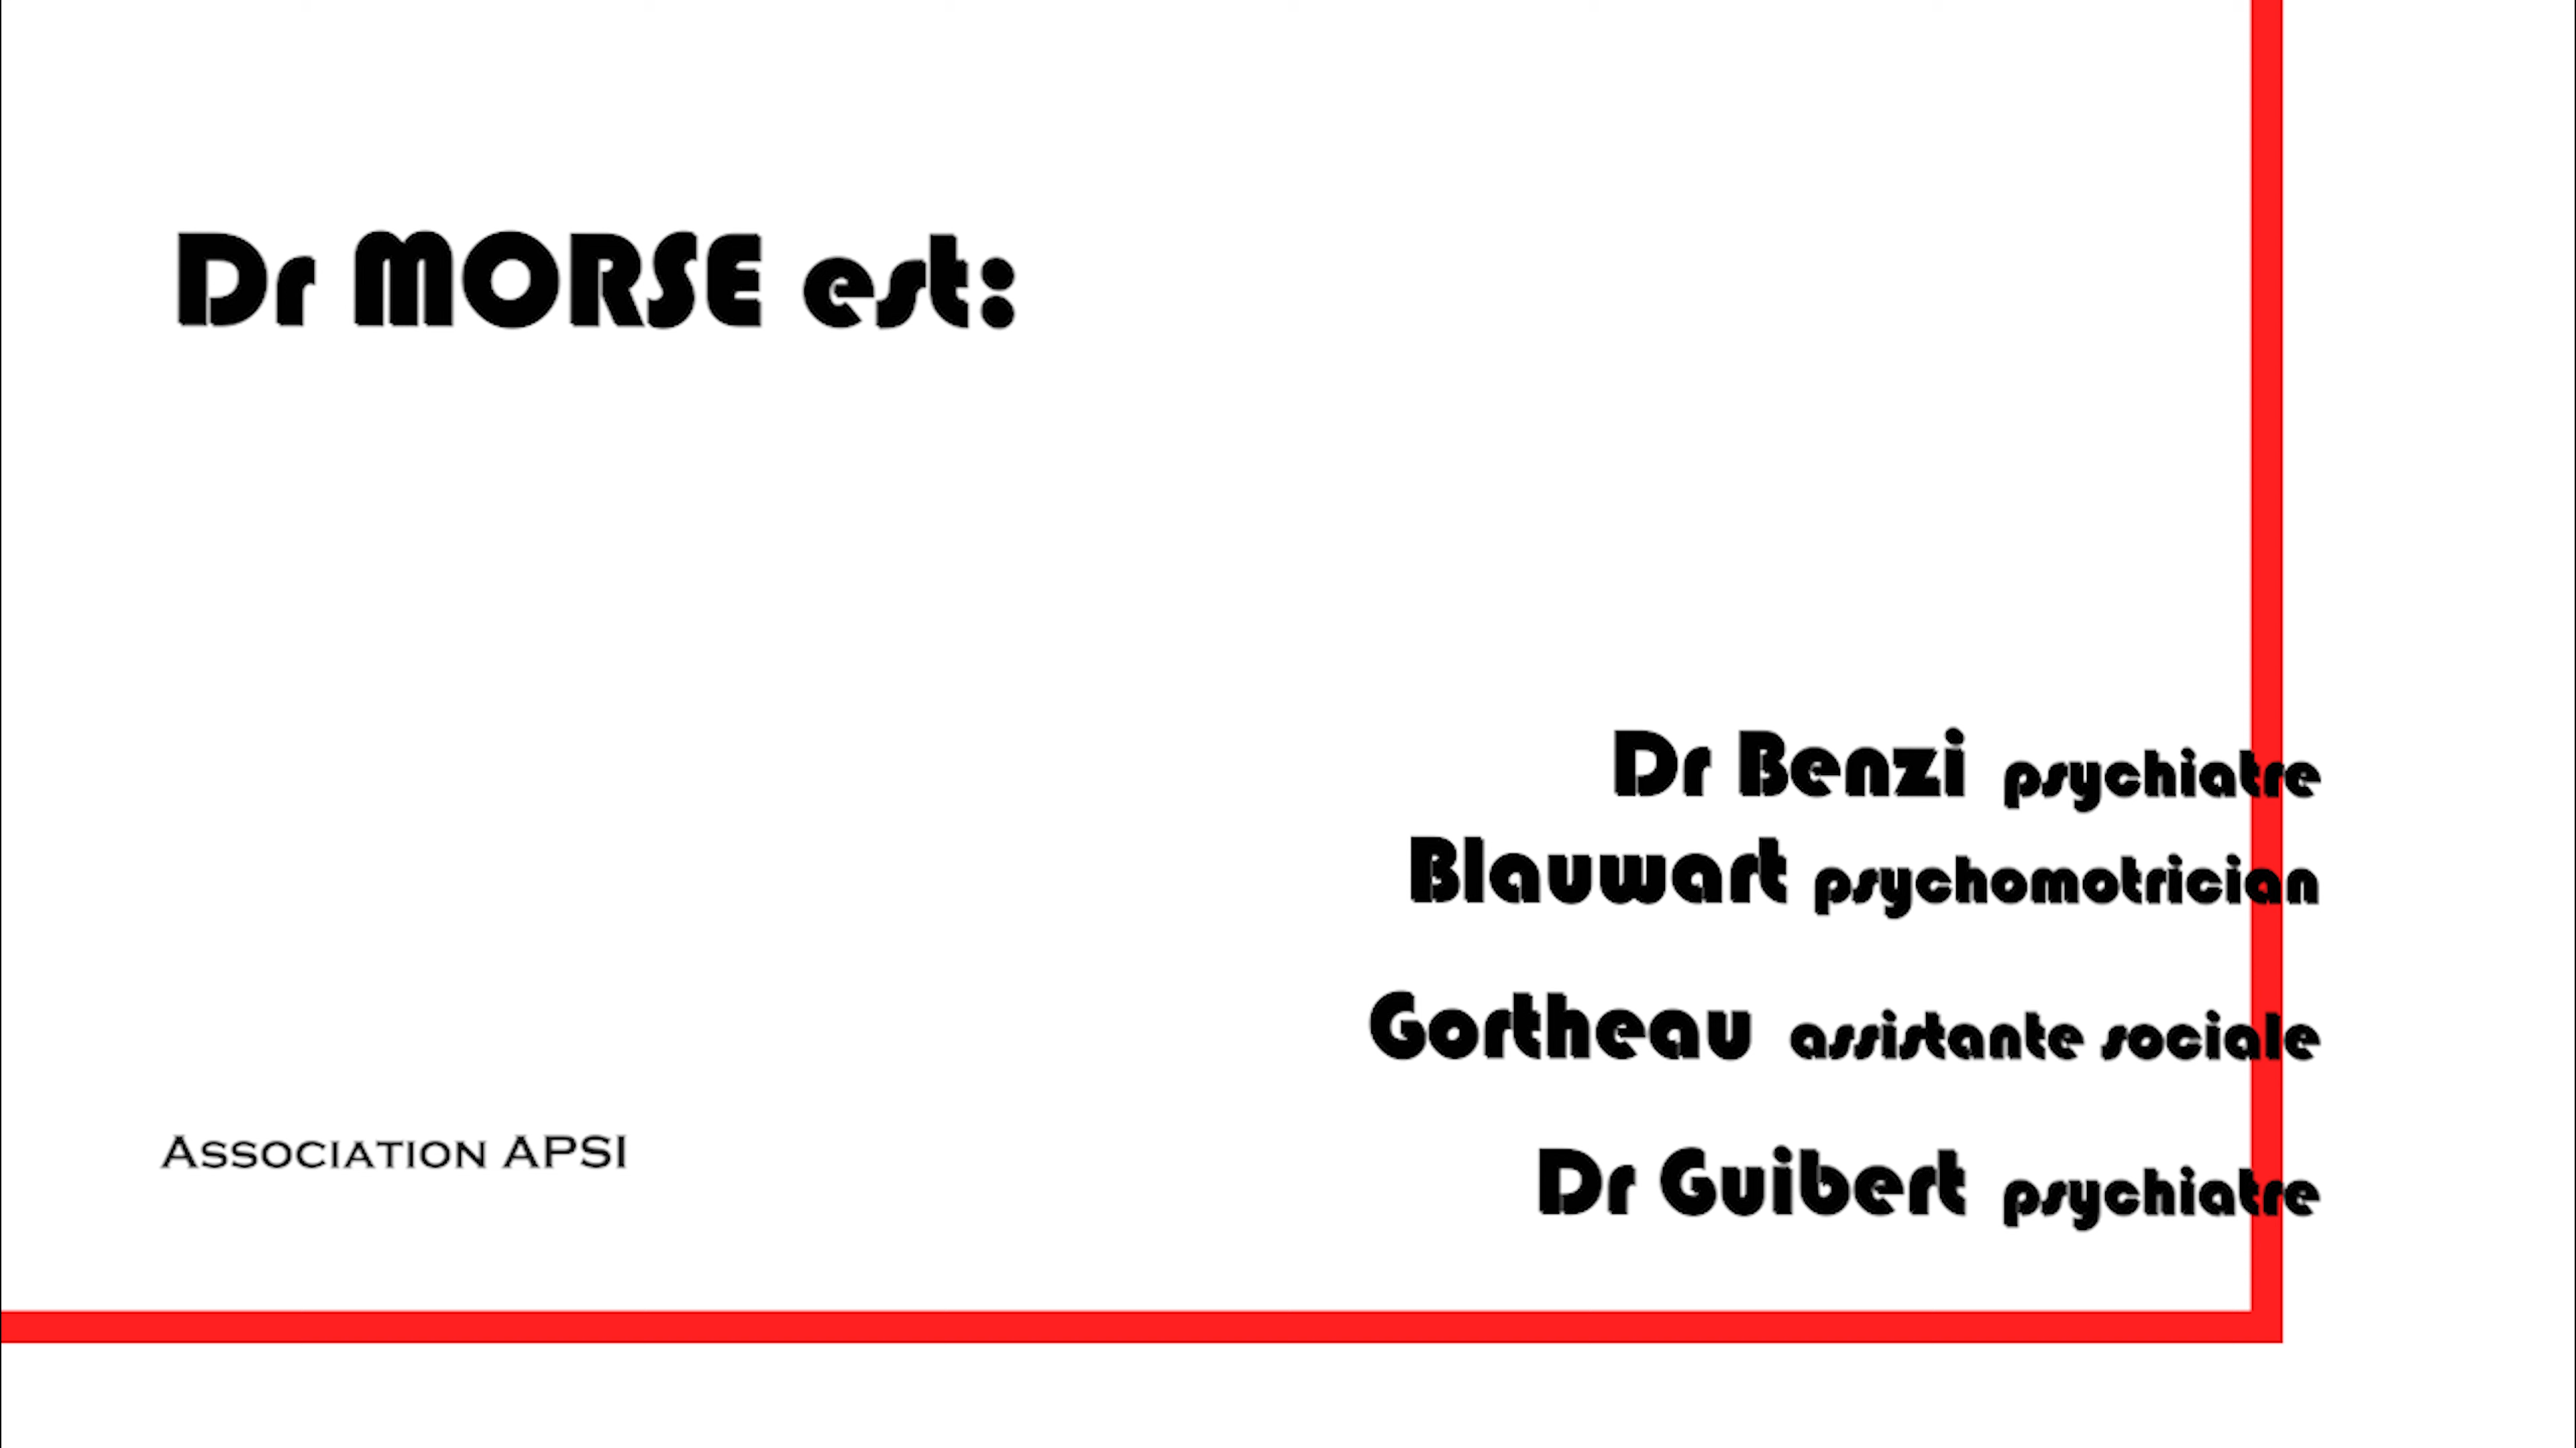 Dr MORSE est:
Dr Benzi psychiatre
Blauwart psychomotrician
Gortheau assistante sociale
Association APSI
Dr Guibert psychiatre